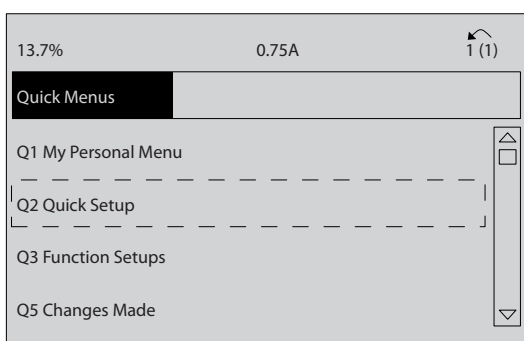 13.7% 0.75A 1 (1)
Quick Menus
Q1 My Personal Menu
Q2 Quick Setup
Q3 Function Setups
Q5 Changes Made